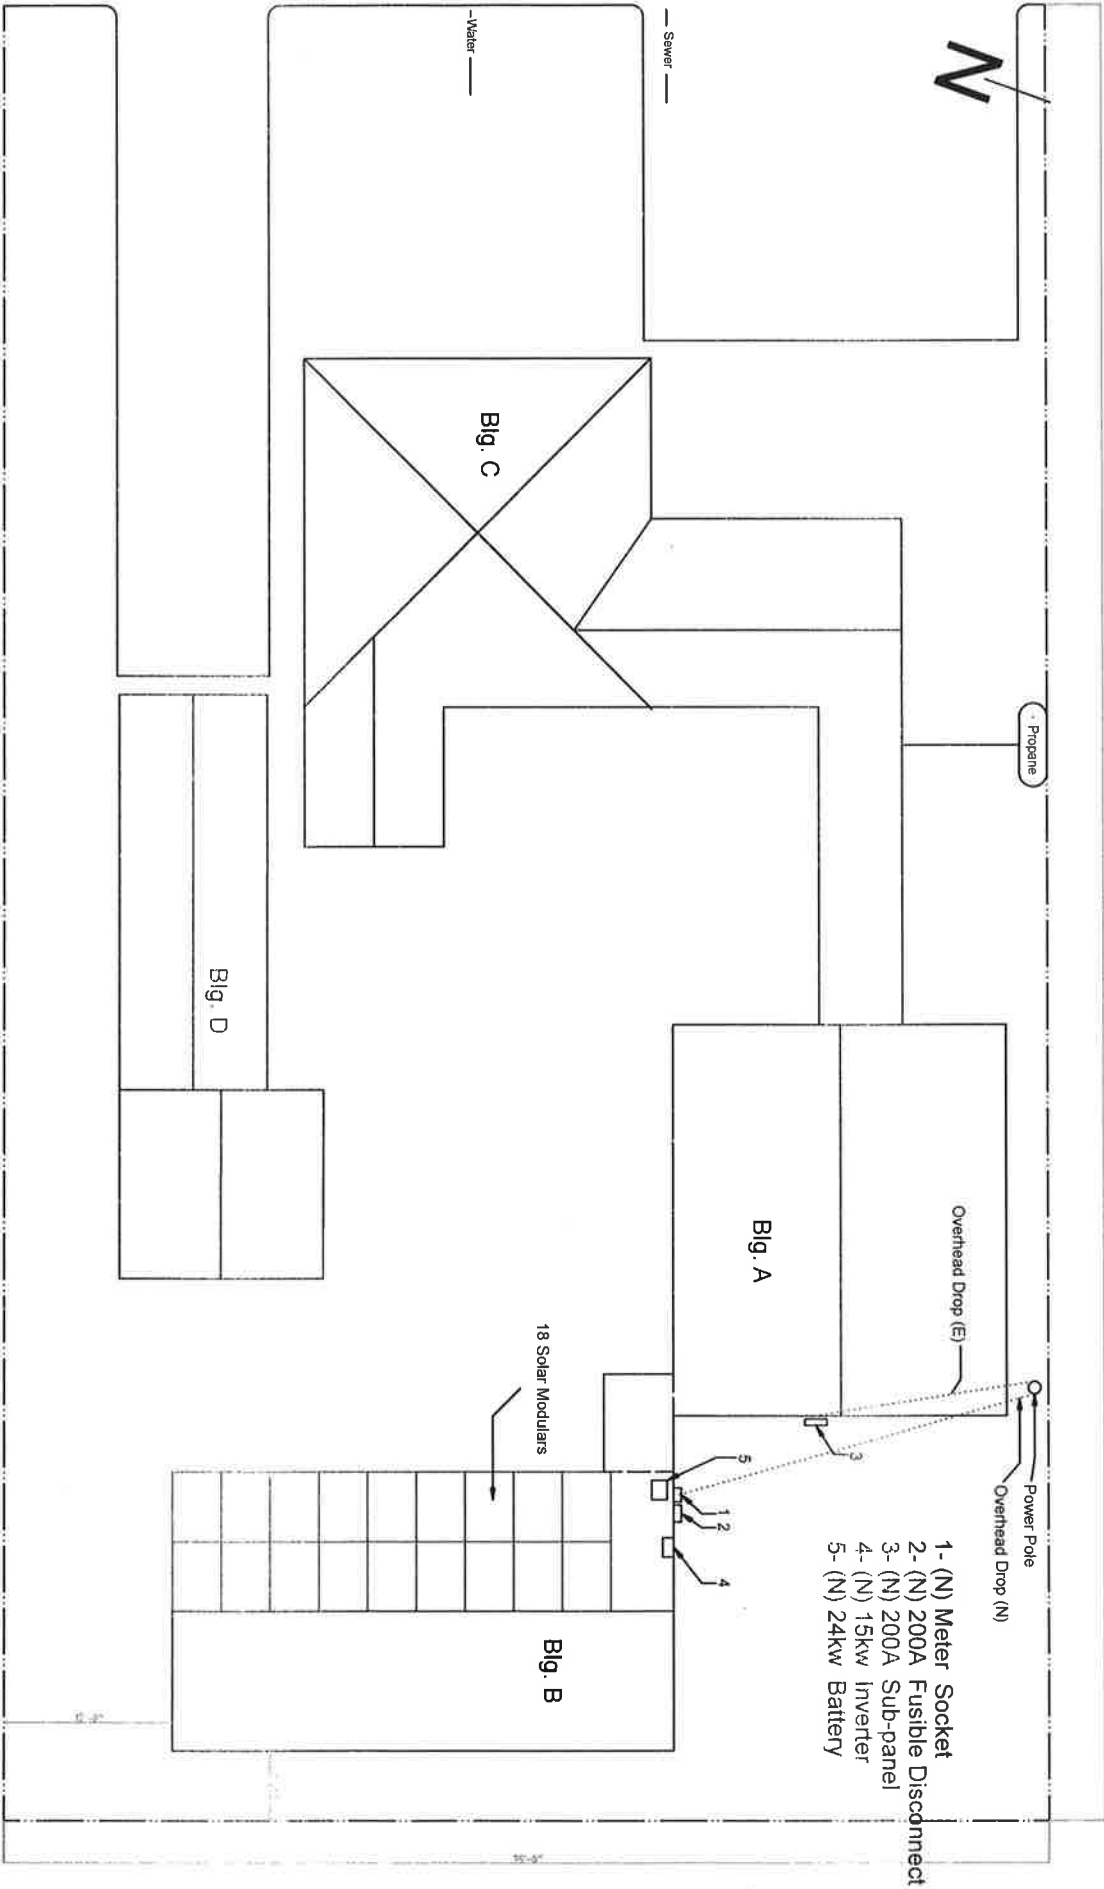 N
Propane
Power Pole
Overhead Drop (N)
Overhead Drop (E)
1- (N) Meter Socket
2- (N) 200A Fusible Disconnect
3- (N) 200A Sub-panel
4- (N) 15kw Inverter
5- (N) 24kw Battery
Sewer
Water
Blg. A
3
5
1
2
4
Blg. C
18 Solar Modulars
Blg. B
Blg. D